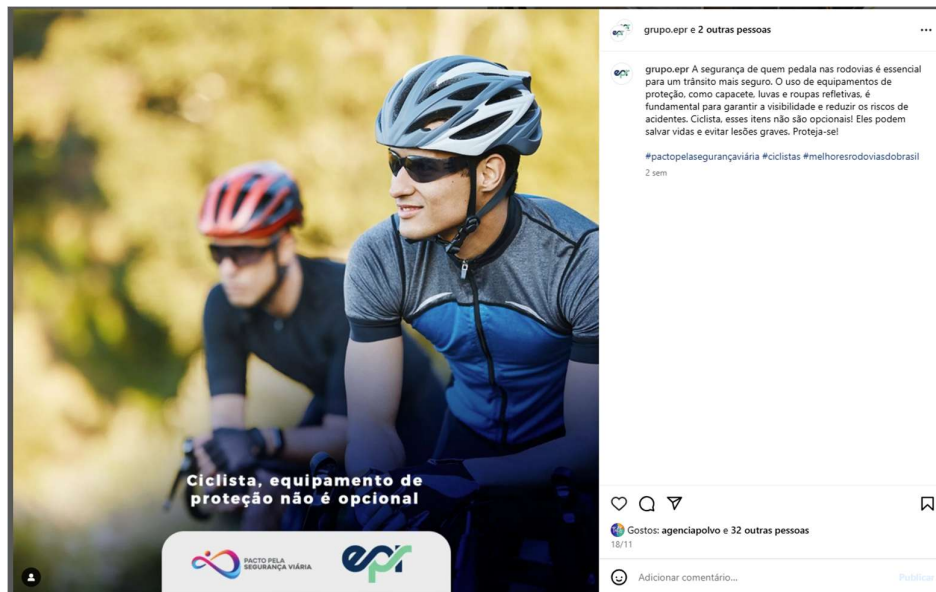 grupo.epr e 2 outras pessoas
grupo.epr A segurança de quem pedala nas rodovias é essencial
para um trânsito mais seguro. O uso de equipamentos de
proteção, como capacete, luvas e roupas refletivas, é
fundamental para garantir a visibilidade e reduzir os riscos de
acidentes. Ciclista, esses itens não são opcionais! Eles podem
salvar vidas e evitar lesões graves. Proteja-se!
#pactopelasegurançaviária #ciclistas #melhoresrodoviasdobrasil
2 sem
Ciclista, equipamento de
proteção não é opcional
PACTO PELA
SEGURANÇA VIÁRIA
epr
Gostos: agenciapolvo e 32 outras pessoas
18/11
Adicionar comentário...
Publicar